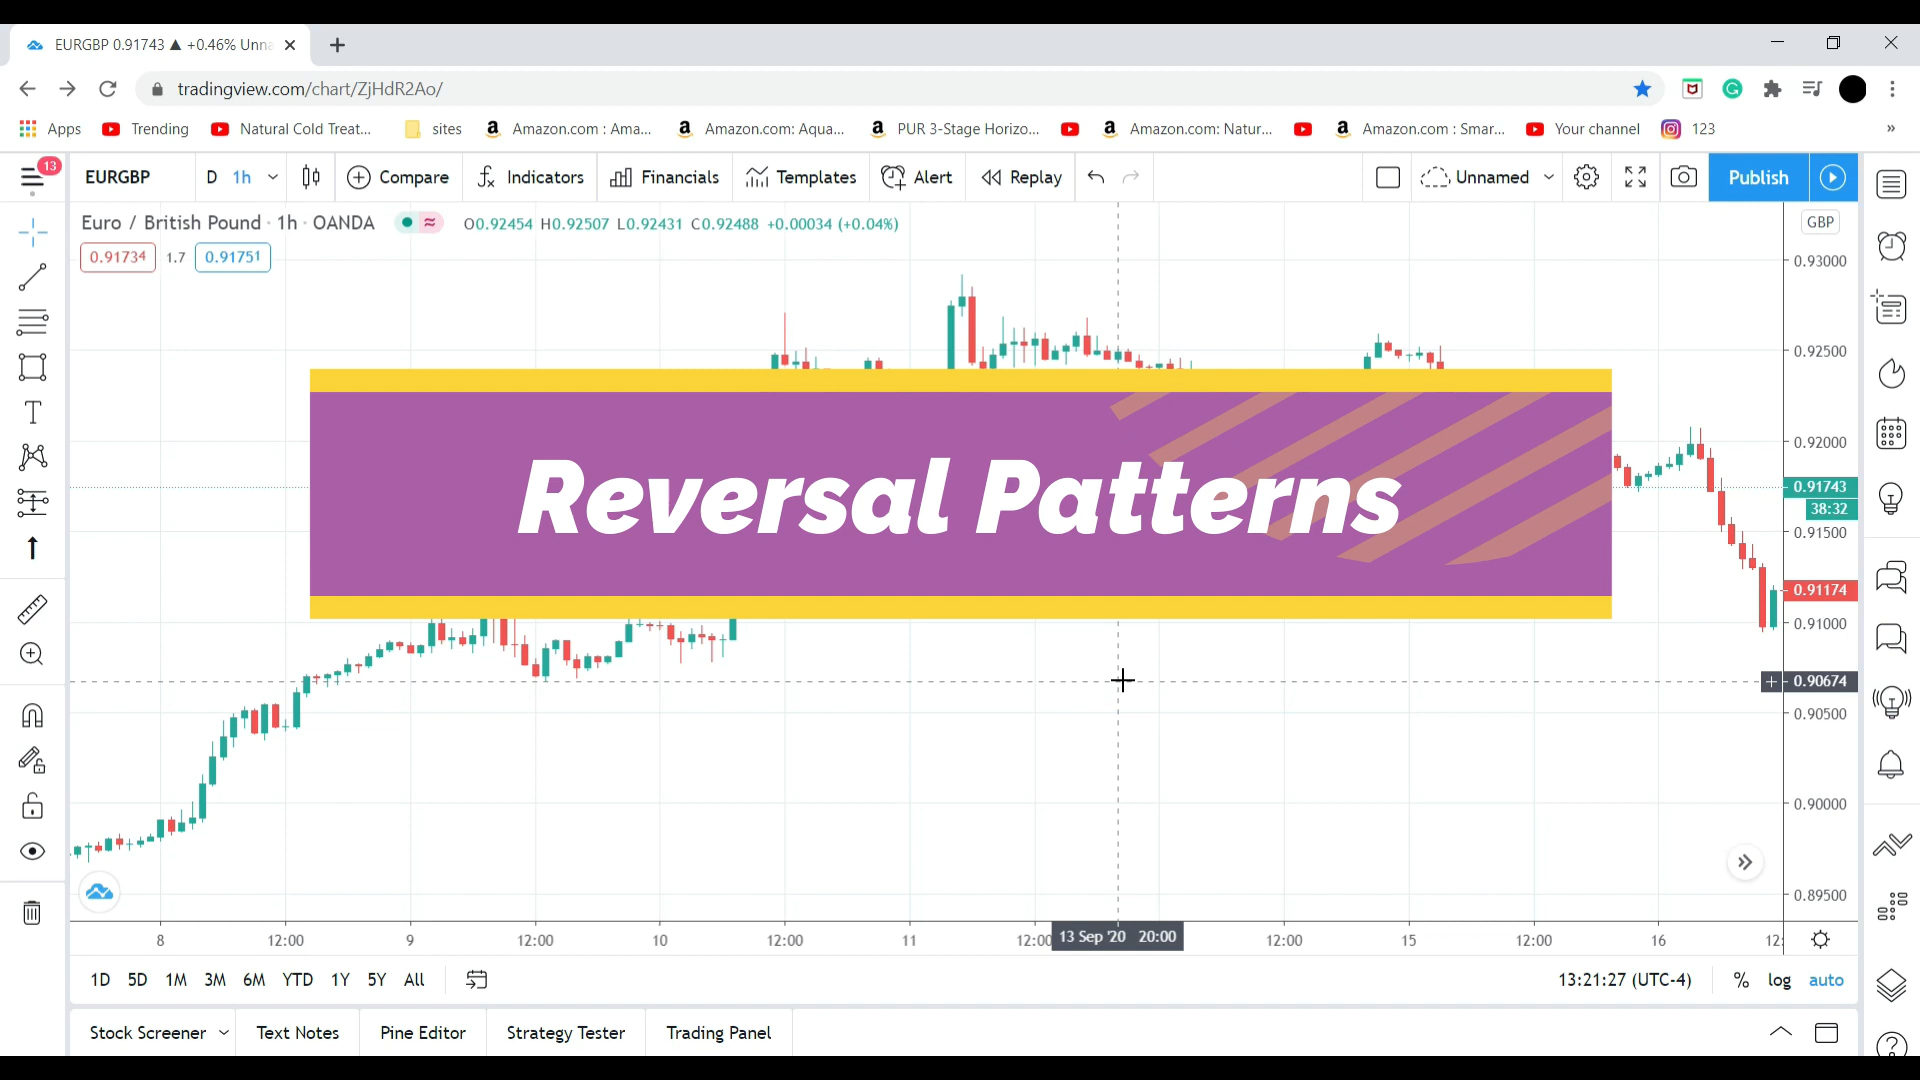 EURGBP 0.91743 ▲ +0.46% Unna
tradingview.com/chart/ZjHdR2Ao/
Apps Trending Natural Cold Treat... sites Amazon.com : Ama... Amazon.com: Aqua... PUR 3-Stage Horizo... Amazon.com: Natur... Amazon.com : Smar... Your channel 123 »
13 EURGBP D 1h Compare Indicators Financials Templates Alert Replay Unnamed Publish
Euro / British Pound · 1h · OANDA O0.92454 H0.92507 L0.92431 C0.92488 +0.00034 (+0.04%) GBP
0.91734 1.7 0.91751
0.93000
0.92500
0.92000
Reversal Patterns
0.91743
38:32
0.91500
0.91174
0.91000
0.90674
0.90500
0.90000
0.89500
8 12:00 9 12:00 10 12:00 11 12:00 13 Sep '20 20:00 12:00 15 12:00 16 12:
1D 5D 1M 3M 6M YTD 1Y 5Y All 13:21:27 (UTC-4) % log auto
Stock Screener Text Notes Pine Editor Strategy Tester Trading Panel